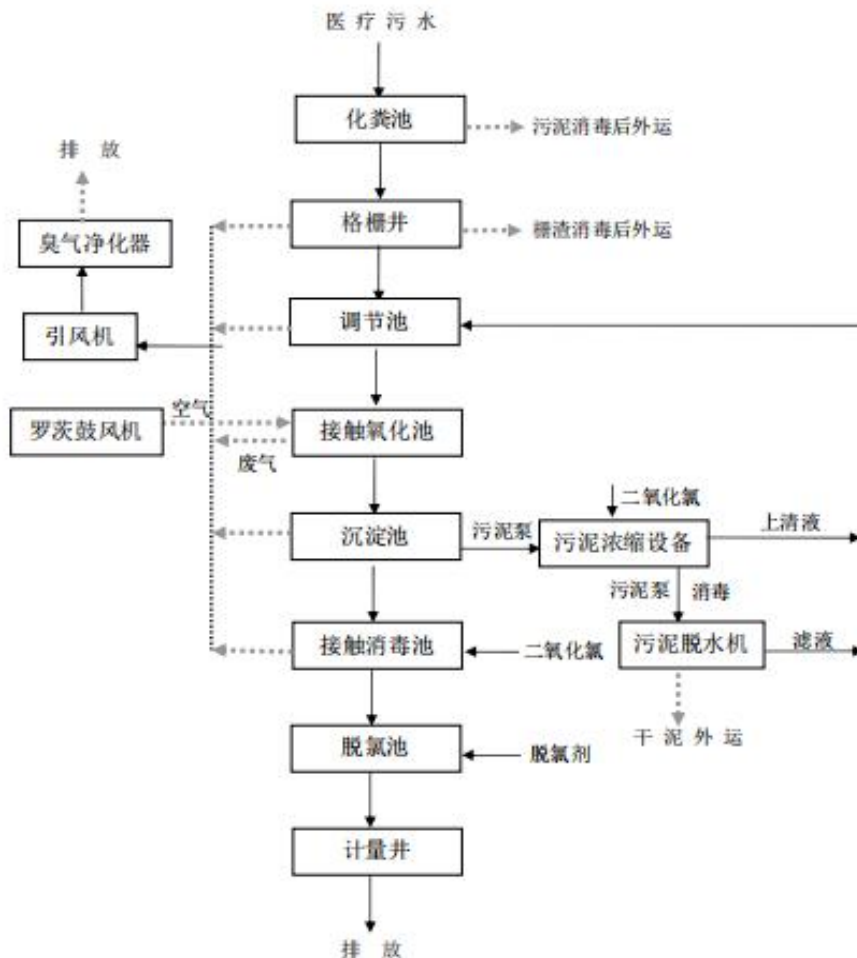 医疗污水
化粪池
污泥消毒后外运
排放
格栅井
栅渣消毒后外运
臭气净化器
调节池
引风机
空气
罗茨鼓风机
接触氧化池
废气
二氧化氯
沉淀池
污泥泵
污泥浓缩设备
上清液
污泥泵
消毒
接触消毒池
二氧化氯
污泥脱水机
滤液
干泥外运
脱氯池
脱氯剂
计量井
排放